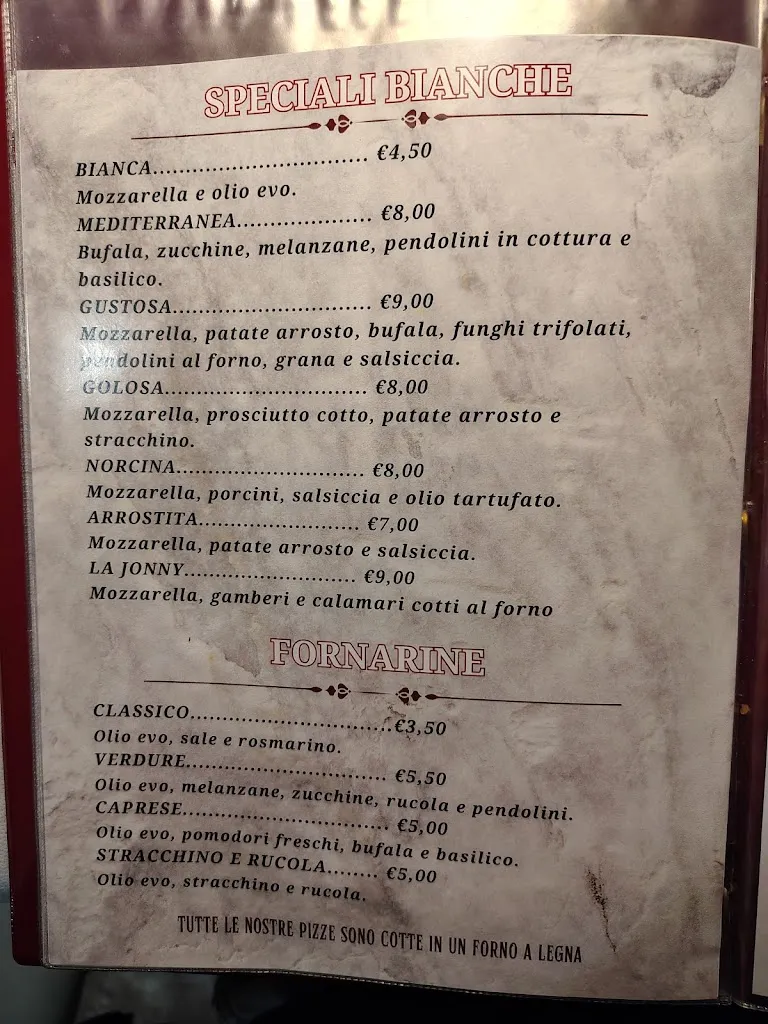 SPECIALI BIANCHE
BIANCA................................. €4,50
Mozzarella e olio evo.
MEDITERRANEA.................... €8,00
Bufala, zucchine, melanzane, pendolini in cottura e
basilico.
GUSTOSA.............................. €9,00
Mozzarella, patate arrosto, bufala, funghi trifolati,
pendolini al forno, grana e salsiccia.
GOLOSA............................... €8,00
Mozzarella, prosciutto cotto, patate arrosto e
stracchino.
NORCINA............................. €8,00
Mozzarella, porcini, salsiccia e olio tartufato.
ARROSTITA........................ €7,00
Mozzarella, patate arrosto e salsiccia.
LA JONNY.......................... €9,00
Mozzarella, gamberi e calamari cotti al forno
FORNARINE
CLASSICO...............................€3,50
Olio evo, sale e rosmarino.
VERDURE............................... €5,50
Olio evo, melanzane, zucchine, rucola e pendolini.
CAPRESE................................ €5,00
Olio evo, pomodori freschi, bufala e basilico.
STRACCHINO E RUCOLA........ €5,00
Olio evo, stracchino e rucola.
TUTTE LE NOSTRE PIZZE SONO COTTE IN UN FORNO A LEGNA